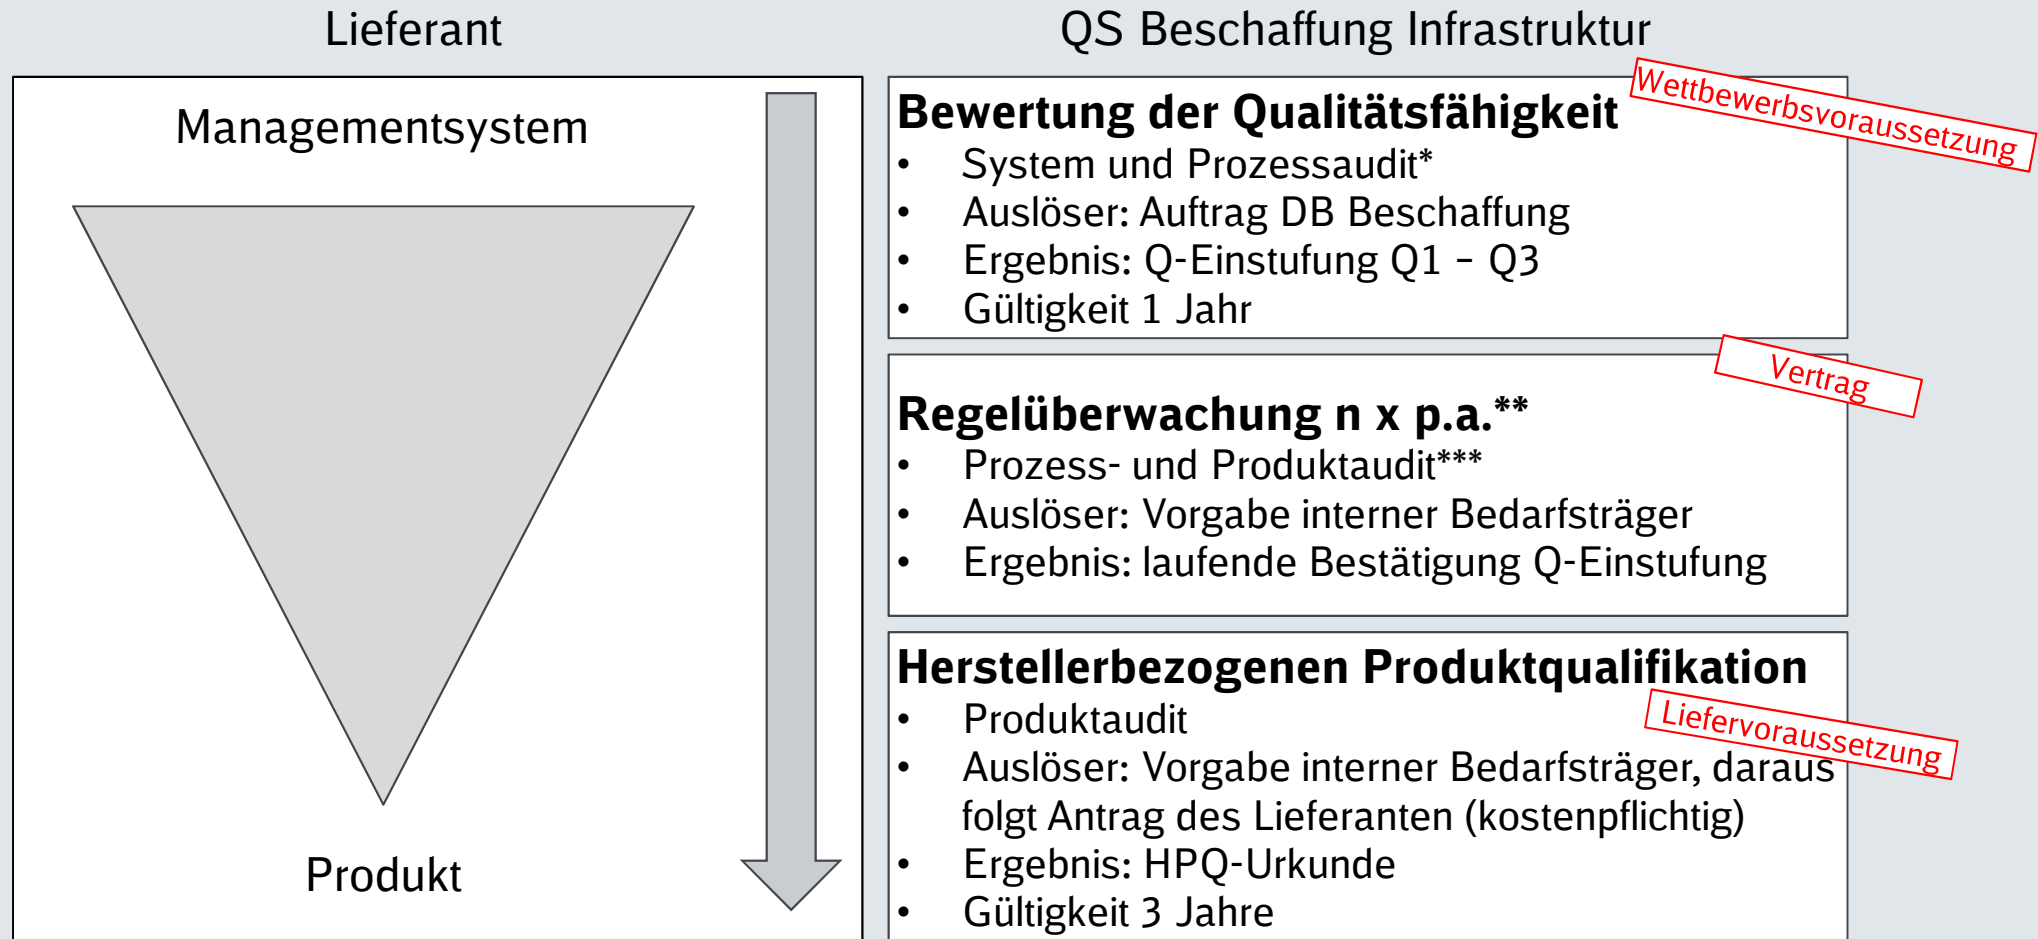 Lieferant
Managementsystem
Produkt
QS Beschaffung Infrastruktur
Wettbewerbsvoraussetzung
Bewertung der Qualitätsfähigkeit
• System und Prozessaudit*
• Auslöser: Auftrag DB Beschaffung
• Ergebnis: Q-Einstufung Q1 – Q3
• Gültigkeit 1 Jahr
Vertrag
Regelüberwachung n x p.a.**
• Prozess- und Produktaudit***
• Auslöser: Vorgabe interner Bedarfsträger
• Ergebnis: laufende Bestätigung Q-Einstufung
Herstellerbezogenen Produktqualifikation
Liefervoraussetzung
• Produktaudit
• Auslöser: Vorgabe interner Bedarfsträger, daraus
folgt Antrag des Lieferanten (kostenpflichtig)
• Ergebnis: HPQ-Urkunde
• Gültigkeit 3 Jahre